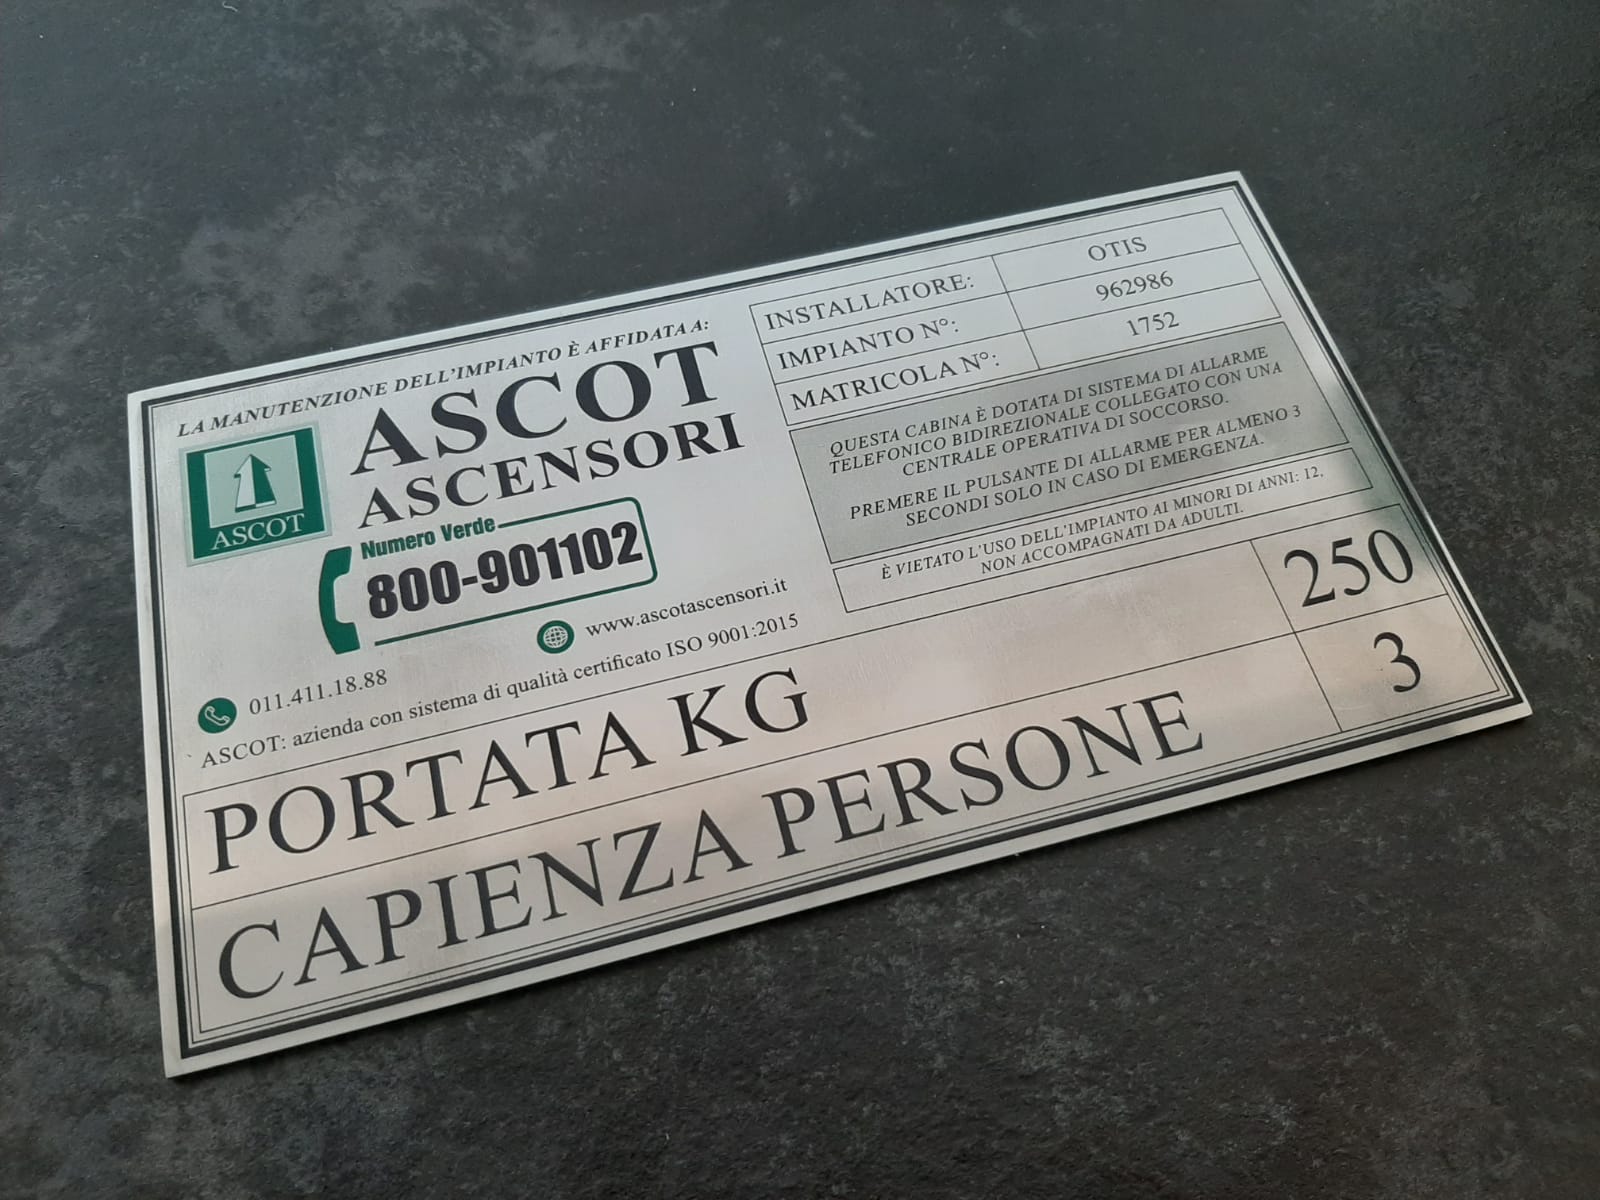 LA MANUTENZIONE DELL'IMPIANTO È AFFIDATA A:
ASCOT
ASCOT
ASCENSORI
Numero Verde
800-901102
www.ascotascensori.it
011.411.18.88
ASCOT: azienda con sistema di qualità certificato ISO 9001:2015
INSTALLATORE: OTIS
IMPIANTO N°: 962986
MATRICOLA N°: 1752
QUESTA CABINA È DOTATA DI SISTEMA DI ALLARME
TELEFONICO BIDIREZIONALE COLLEGATO CON UNA
CENTRALE OPERATIVA DI SOCCORSO.
PREMERE IL PULSANTE DI ALLARME PER ALMENO 3
SECONDI SOLO IN CASO DI EMERGENZA.
È VIETATO L'USO DELL'IMPIANTO AI MINORI DI ANNI: 12,
NON ACCOMPAGNATI DA ADULTI.
PORTATA KG 250
CAPIENZA PERSONE 3